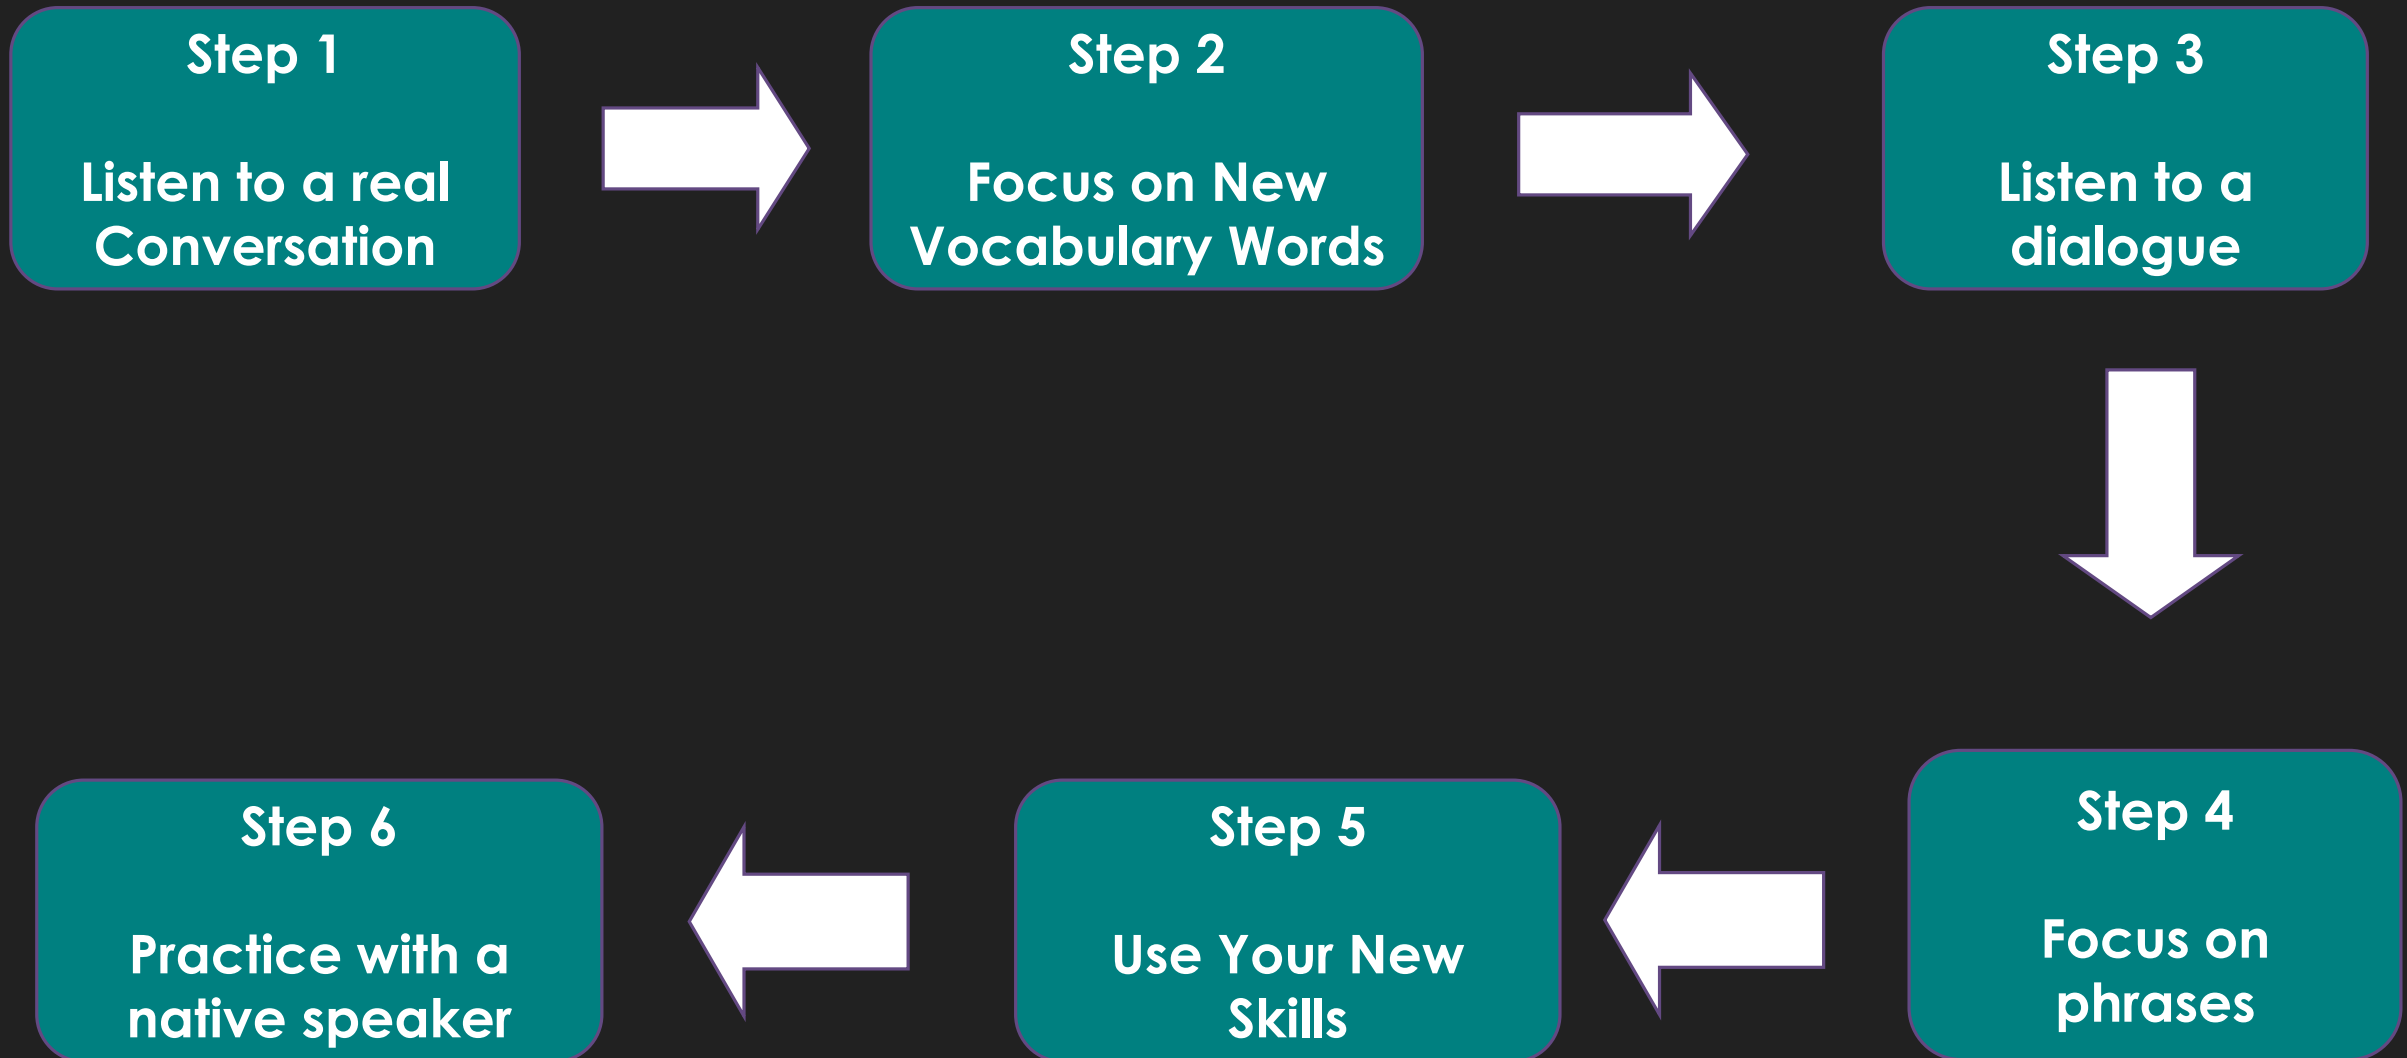 Step 1
Listen to a real
Conversation
Step 2
Focus on New
Vocabulary Words
Step 3
Listen to a
dialogue
Step 4
Focus on
phrases
Step 5
Use Your New
Skills
Step 6
Practice with a
native speaker